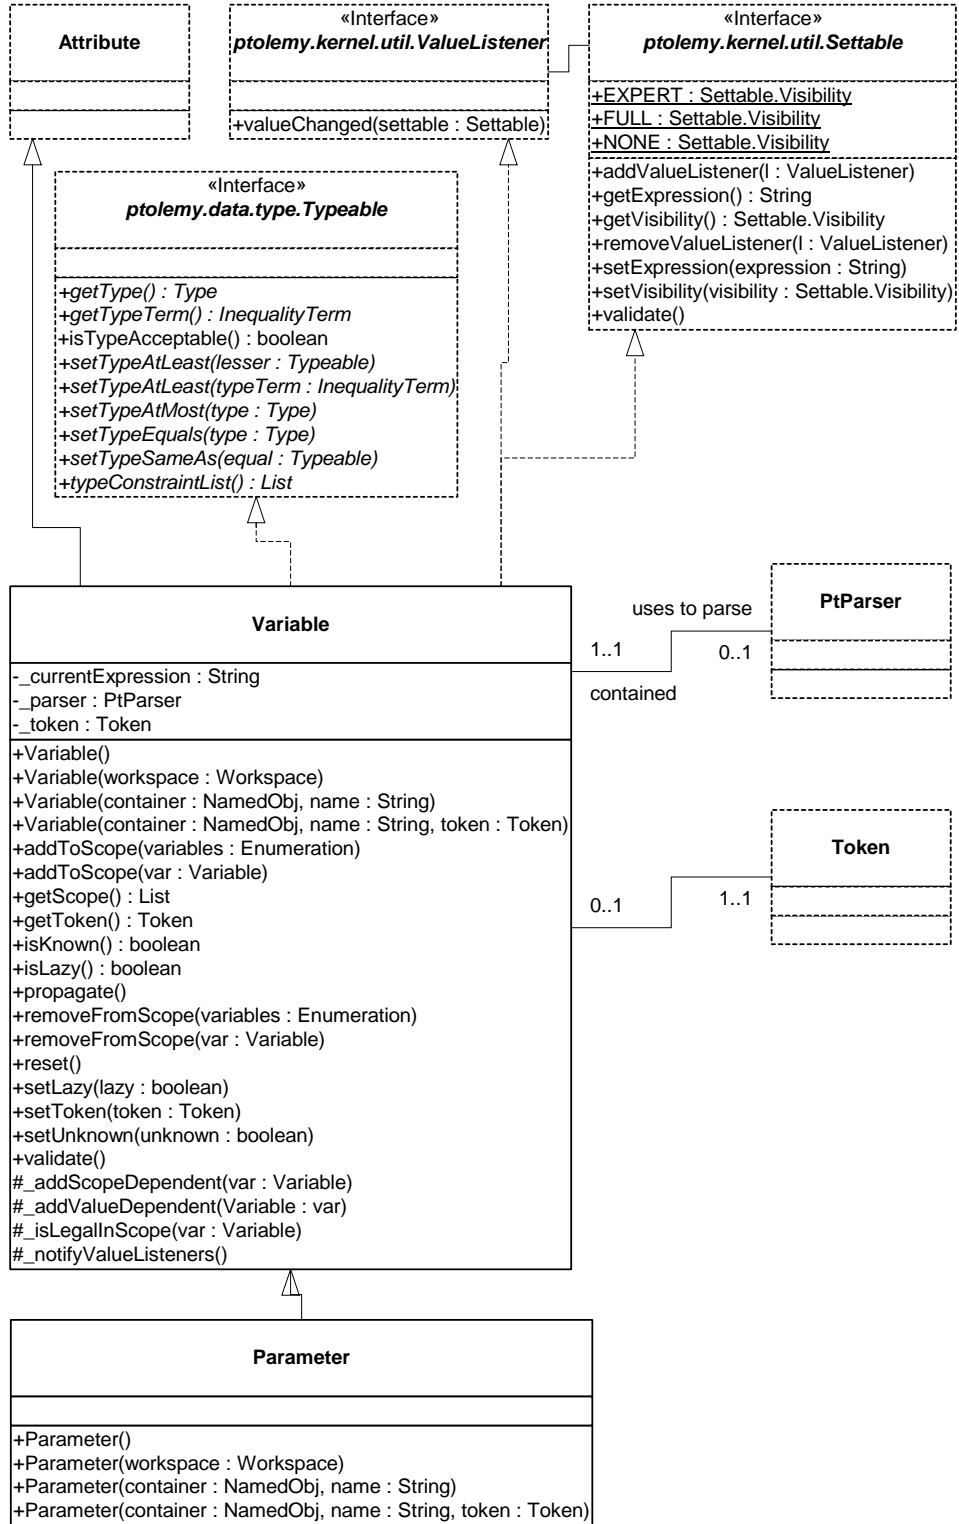 Attribute
«Interface»
ptolemy.kernel.util.ValueListener
+valueChanged(settable : Settable)
«Interface»
ptolemy.kernel.util.Settable
+EXPERT : Settable.Visibility
+FULL : Settable.Visibility
+NONE : Settable.Visibility
+addValueListener(l : ValueListener)
+getExpression() : String
+getVisibility() : Settable.Visibility
+removeValueListener(l : ValueListener)
+setExpression(expression : String)
+setVisibility(visibility : Settable.Visibility)
+validate()
«Interface»
ptolemy.data.type.Typeable
+getType() : Type
+getTypeTerm() : InequalityTerm
+isTypeAcceptable() : boolean
+setTypeAtLeast(lesser : Typeable)
+setTypeAtLeast(typeTerm : InequalityTerm)
+setTypeAtMost(type : Type)
+setTypeEquals(type : Type)
+setTypeSameAs(equal : Typeable)
+typeConstraintList() : List
Variable
-_currentExpression : String
-_parser : PtParser
-_token : Token
+Variable()
+Variable(workspace : Workspace)
+Variable(container : NamedObj, name : String)
+Variable(container : NamedObj, name : String, token : Token)
+addToScope(variables : Enumeration)
+addToScope(var : Variable)
+getScope() : List
+getToken() : Token
+isKnown() : boolean
+isLazy() : boolean
+propagate()
+removeFromScope(variables : Enumeration)
+removeFromScope(var : Variable)
+reset()
+setLazy(lazy : boolean)
+setToken(token : Token)
+setUnknown(unknown : boolean)
+validate()
#_addScopeDependent(var : Variable)
#_addValueDependent(Variable : var)
#_isLegalInScope(var : Variable)
#_notifyValueListeners()
uses to parse
1..1
0..1
contained
PtParser
0..1
1..1
Token
Parameter
+Parameter()
+Parameter(workspace : Workspace)
+Parameter(container : NamedObj, name : String)
+Parameter(container : NamedObj, name : String, token : Token)